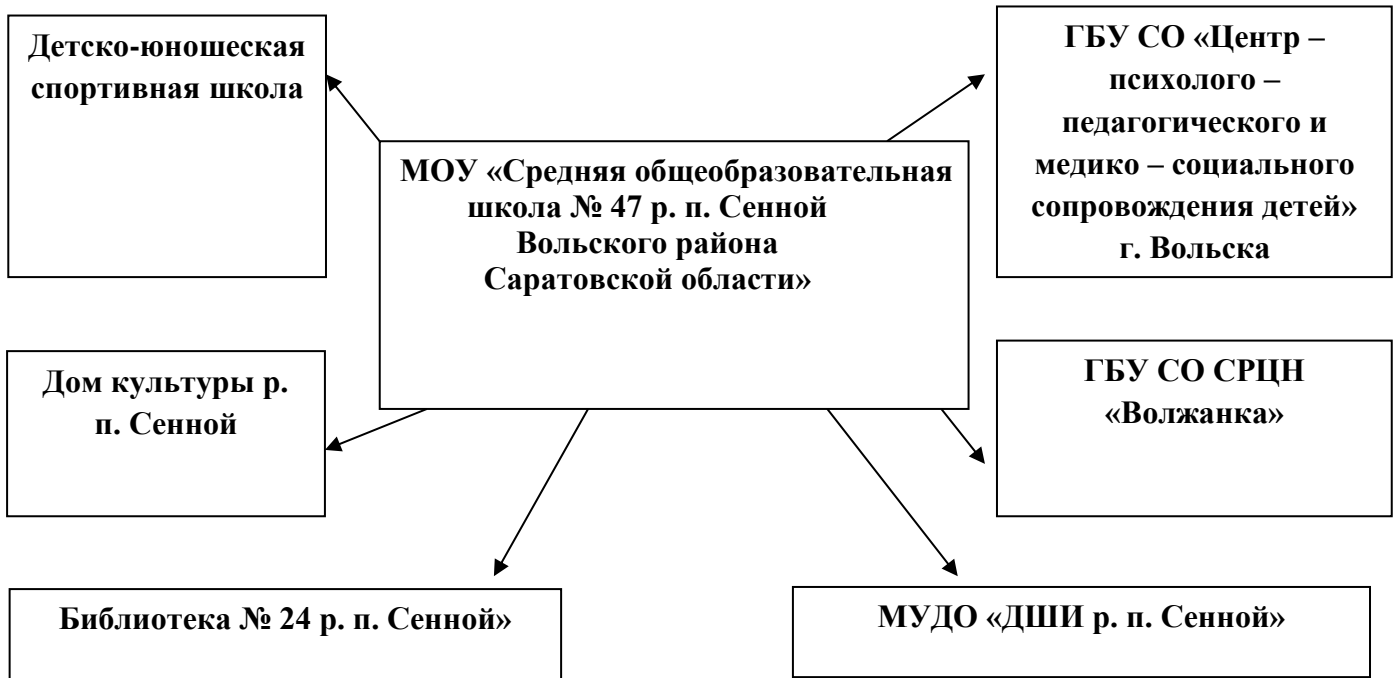 Детско-юношеская
спортивная школа
ГБУ СО «Центр –
психолого –
педагогического и
медико – социального
сопровождения детей»
г. Вольска
МОУ «Средняя общеобразовательная
школа № 47 р. п. Сенной
Вольского района
Саратовской области»
Дом культуры р.
п. Сенной
ГБУ СО СРЦН
«Волжанка»
Библиотека № 24 р. п. Сенной»
МУДО «ДШИ р. п. Сенной»